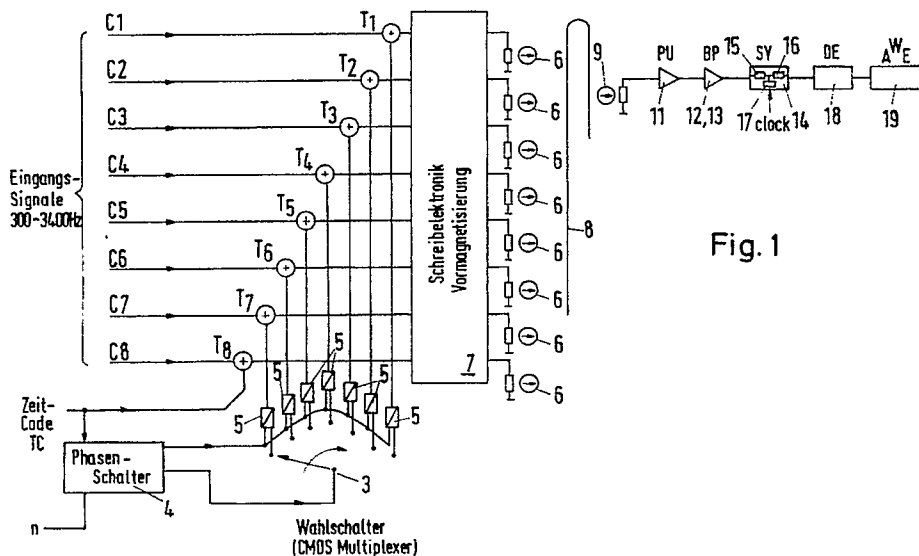 C1
T1
C2
T2
C3
T3
C4
T4
Eingangs-
Signale
300-3400Hz
C5
T5
C6
T6
C7
T7
C8
T8
Schreibelektronik
Vormagnetisierung
7
6
6
6
6
6
6
6
6
8
9
PU
11
BP
12,13
15
SY
16
17 clock 14
DE
18
AWE
19
Fig. 1
5
5
5
5
5
5
Zeit-
Code
TC
Phasen-
Schalter
4
n
3
Wahlschalter
(CMOS Multiplexer)